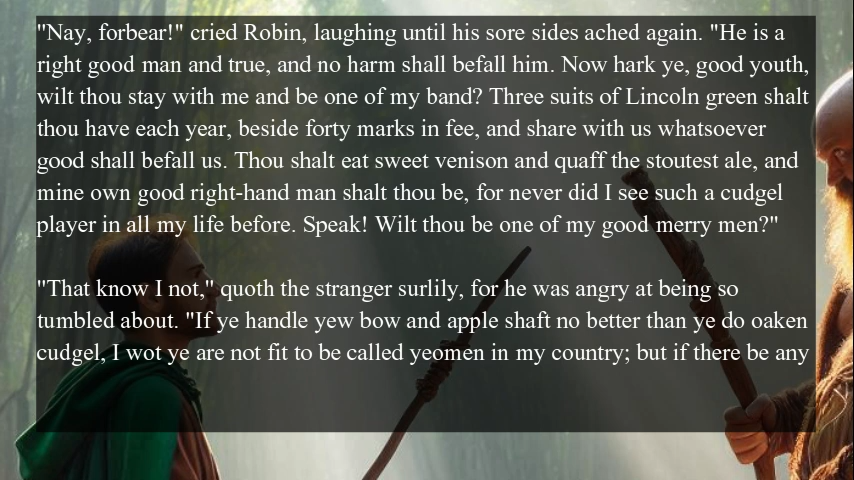 "Nay, forbear!" cried Robin, laughing until his sore sides ached again. "He is a
right good man and true, and no harm shall befall him. Now hark ye, good youth,
wilt thou stay with me and be one of my band? Three suits of Lincoln green shalt
thou have each year, beside forty marks in fee, and share with us whatsoever
good shall befall us. Thou shalt eat sweet venison and quaff the stoutest ale, and
mine own good right-hand man shalt thou be, for never did I see such a cudgel
player in all my life before. Speak! Wilt thou be one of my good merry men?"
"That know I not," quoth the stranger surlily, for he was angry at being so
tumbled about. "If ye handle yew bow and apple shaft no better than ye do oaken
cudgel, I wot ye are not fit to be called yeomen in my country; but if there be any